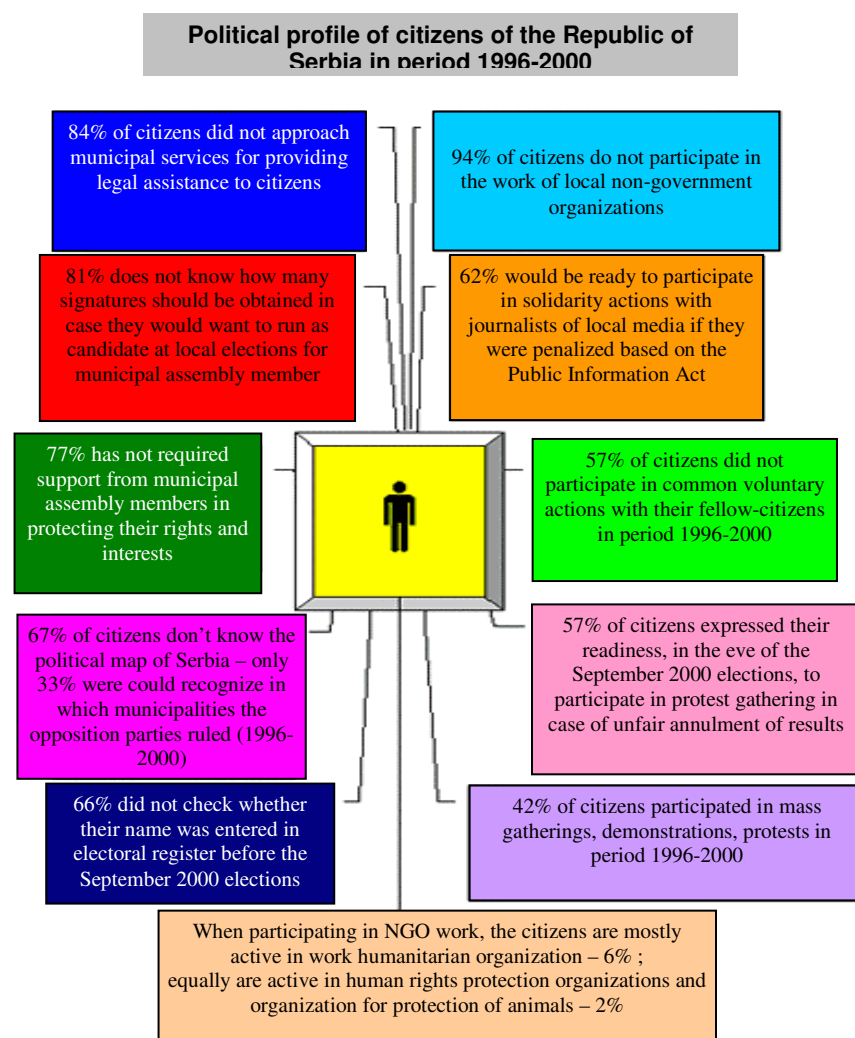 Political profile of citizens of the Republic of
Serbia in period 1996-2000
84% of citizens did not approach
municipal services for providing
legal assistance to citizens
94% of citizens do not participate in
the work of local non-government
organizations
81% does not know how many
signatures should be obtained in
case they would want to run as
candidate at local elections for
municipal assembly member
62% would be ready to participate
in solidarity actions with
journalists of local media if they
were penalized based on the
Public Information Act
77% has not required
support from municipal
assembly members in
protecting their rights and
interests
57% of citizens did not
participate in common voluntary
actions with their fellow-citizens
in period 1996-2000
67% of citizens don’t know the
political map of Serbia – only
33% were could recognize in
which municipalities the
opposition parties ruled (1996-
2000)
57% of citizens expressed their
readiness, in the eve of the
September 2000 elections, to
participate in protest gathering in
case of unfair annulment of results
66% did not check whether
their name was entered in
electoral register before the
September 2000 elections
42% of citizens participated in mass
gatherings, demonstrations, protests in
period 1996-2000
When participating in NGO work, the citizens are mostly
active in work humanitarian organization – 6% ;
equally are active in human rights protection organizations and
organization for protection of animals – 2%